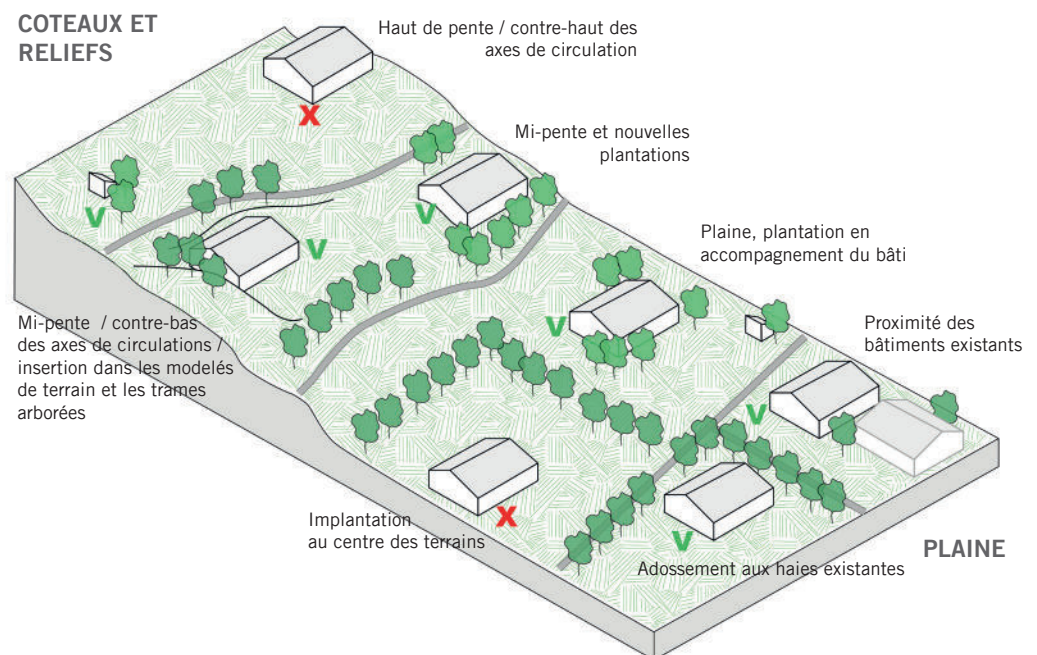 COTEAUX ET
RELIEFS
Haut de pente / contre-haut des
axes de circulation
X
Mi-pente et nouvelles
plantations
V
V
V
Plaine, plantation en
accompagnement du bâti
V
Mi-pente / contre-bas
des axes de circulations /
insertion dans les modelés
de terrain et les trames
arborées
Proximité des
bâtiments existants
V
Implantation
au centre des terrains
X
V
Adossement aux haies existantes
PLAINE